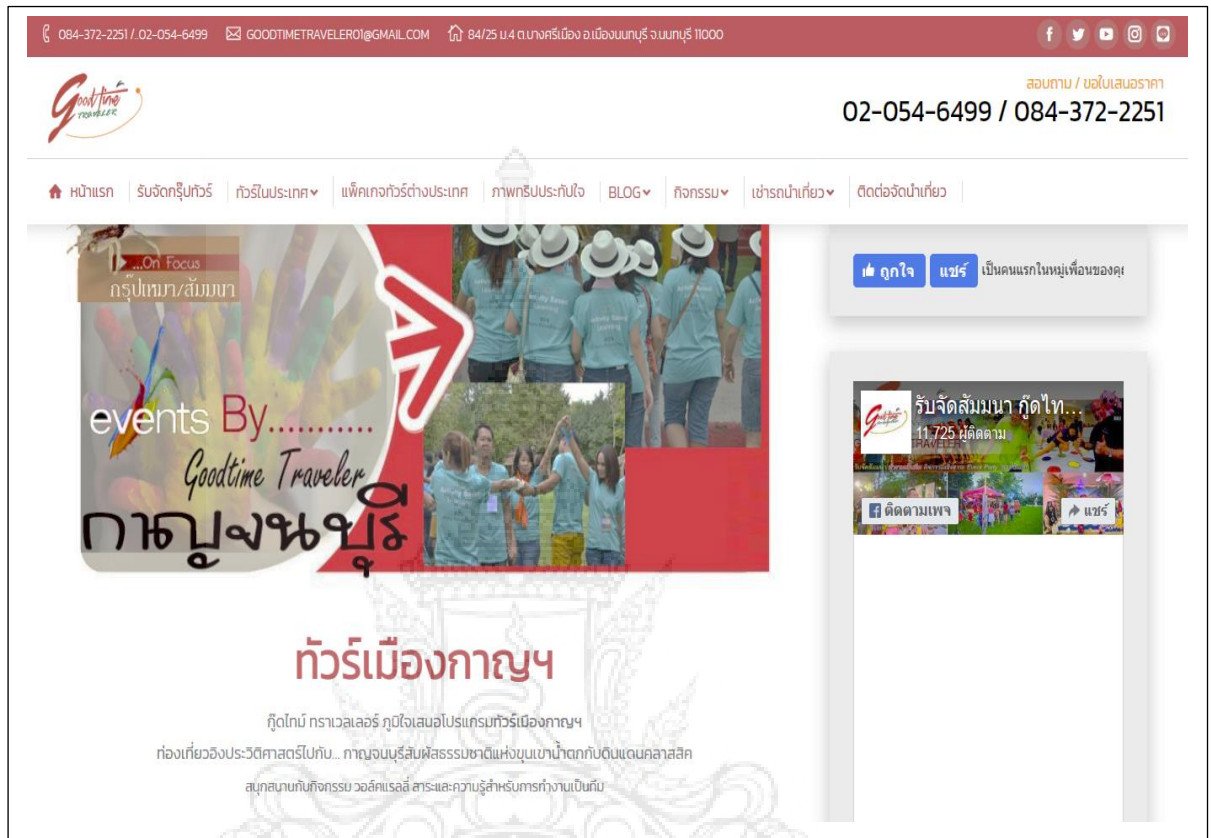 084-372-2251 /..02-054-6499 GOODTIMETRAVELER01@GMAIL.COM 84/25 ม.4 ต.บางศรีเมือง อ.เมืองนนทบุรี จ.นนทบุรี 11000
Good time
TRAVELER
สอบถาม / ขอใบเสนอราคา
02-054-6499 / 084-372-2251
หน้าแรก รับจัดกรุ๊ปทัวร์ ทัวร์ในประเทศ แพ็คเกจทัวร์ต่างประเทศ ภาพทริปประทับใจ BLOG กิจกรรม เช่ารถนำเที่ยว ติดต่อจัดนำเที่ยว
...On Focus
กรุ๊ปเหมา/สัมมนา
events By...........
Goodtime Traveler
กาญจนบุรี
ถูกใจ แชร์ เป็นคนแรกในหมู่เพื่อนของคุณ
รับจัดสัมมนา กู๊ดไท...
11,725 ผู้ติดตาม
ติดตามเพจ แชร์
ทัวร์เมืองกาญฯ
กู๊ดไทม์ ทราเวลเลอร์ ภูมิใจเสนอโปรแกรมทัวร์เมืองกาญฯ
ท่องเที่ยวอิงประวิติศาสตร์ไปกับ... กาญจนบุรีสัมผัสธรรมชาติแห่งขุนเขาน้ำตกกับดินแดนคลาสสิค
สนุกสนานกับกิจกรรม วอล์คแรลลี่ สาระและความรู้สำหรับการทำงานเป็นทีม